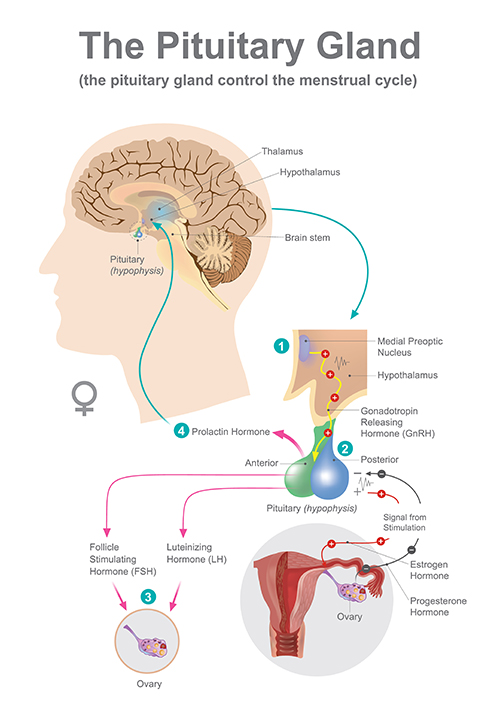 The Pituitary Gland
(the pituitary gland control the menstrual cycle)
Thalamus
Hypothalamus
Brain stem
Pituitary
(hypophysis)
1
Medial Preoptic
Nucleus
Hypothalamus
Gonadotropin
Releasing
Hormone (GnRH)
4 Prolactin Hormone
2
Anterior
Posterior
Pituitary (hypophysis)
Signal from
Stimulation
Follicle
Stimulating
Hormone (FSH)
Luteinizing
Hormone (LH)
Estrogen
Hormone
Progesterone
Hormone
3
Ovary
Ovary